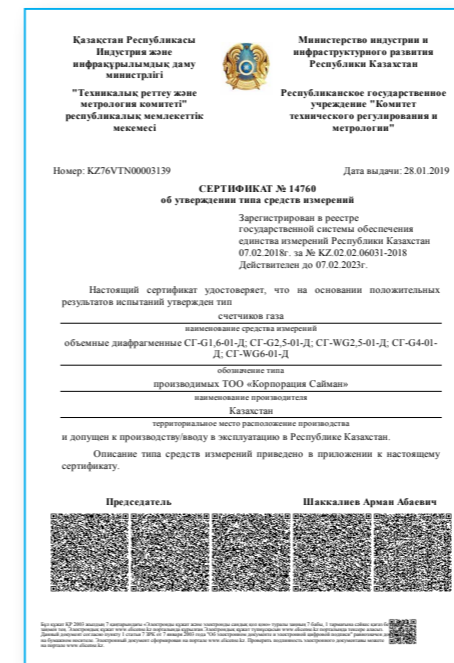 Қазақстан Республикасы
Индустрия және
инфрақұрылымдық даму
министрлігі
"Техникалық реттеу және
метрология комитеті"
республикалық мемлекеттік
мекемесі
Министерство индустрии и
инфраструктурного развития
Республики Казахстан
Республиканское государственное
учреждение "Комитет
технического регулирования и
метрологии"
Номер: KZ76VTN00003139
Дата выдачи: 28.01.2019
СЕРТИФИКАТ № 14760
об утверждении типа средств измерений
Зарегистрирован в реестре
государственной системы обеспечения
единства измерений Республики Казахстан
07.02.2018г. за № KZ.02.02.06031-2018
Действителен до 07.02.2023г.
Настоящий сертификат удостоверяет, что на основании положительных
результатов испытаний утвержден тип
счетчиков газа
наименование средства измерений
объемные диафрагменные СГ-G1,6-01-Д; СГ-G2,5-01-Д; СГ-WG2,5-01-Д; СГ-G4-01-
Д; СГ-WG6-01-Д
обозначение типа
производимых ТОО «Корпорация Сайман»
наименование производителя
Казахстан
территориальное место расположение производства
и допущен к производству/вводу в эксплуатацию в Республике Казахстан.
Описание типа средств измерений приведено в приложении к настоящему
сертификату.
Председатель
Шаккалиев Арман Абаевич